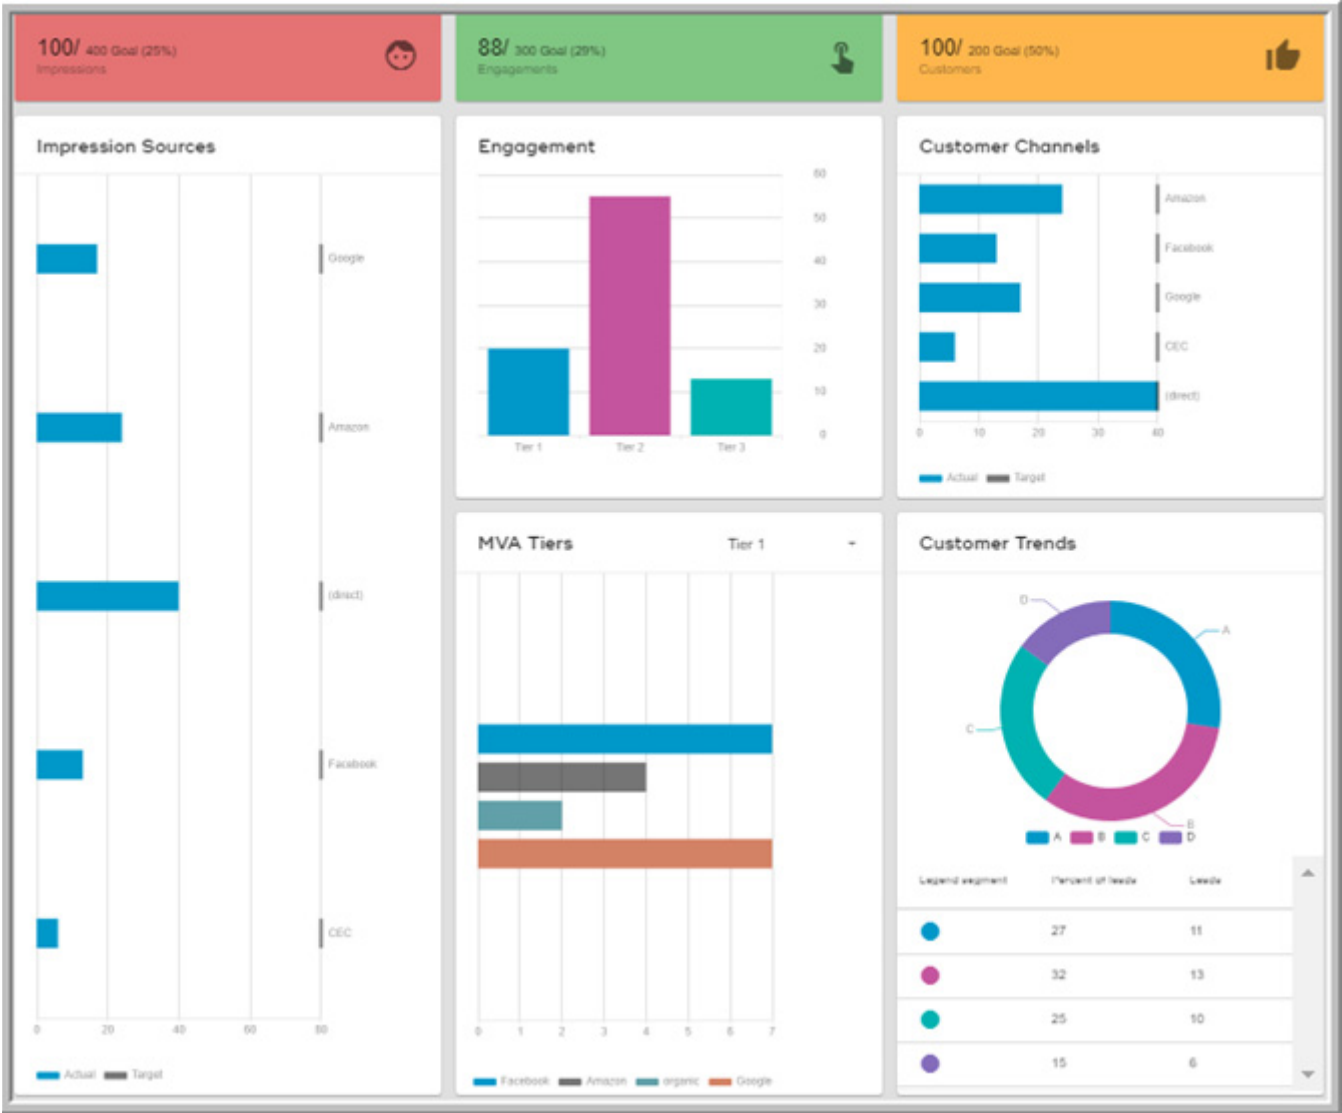 100/ 400 Goal (25%)
Impressions
88/ 300 Goal (29%)
Engagements
100/ 200 Goal (50%)
Customers
Impression Sources
Google
Amazon
(direct)
Facebook
CEC
0 20 40 60 80
Actual Target
Engagement
60
50
40
30
20
10
0
Tier 1 Tier 2 Tier 3
Customer Channels
Amazon
Facebook
Google
CEC
(direct)
0 10 20 30 40
Actual Target
MVA Tiers Tier 1
0 1 2 3 4 5 6 7
Facebook Amazon organic Google
Customer Trends
D
A
C
B
A B C D
Legend segment Percent of leads Leads
27 11
32 13
25 10
15 6